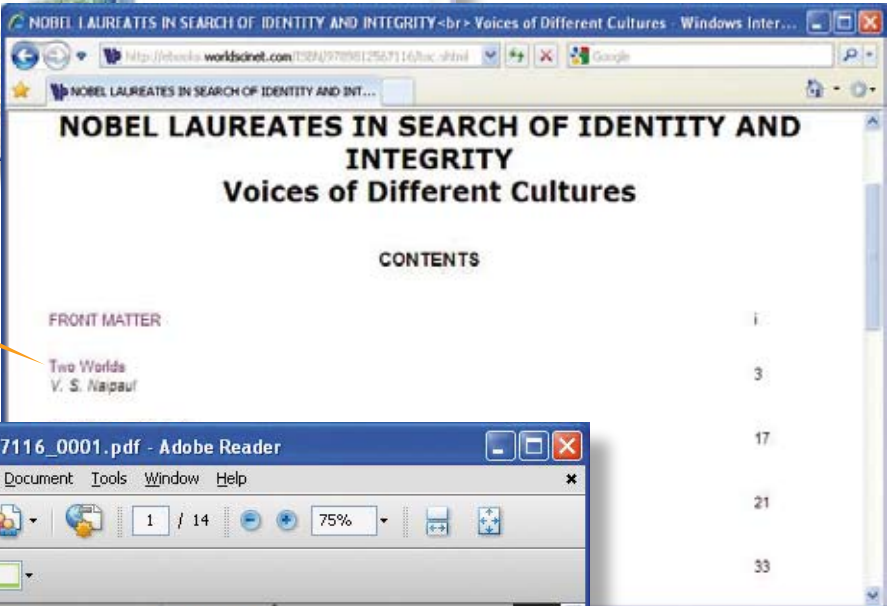 NOBEL LAUREATES IN SEARCH OF IDENTITY AND INTEGRITY<br> Voices of Different Cultures - Windows Inter...
http://ebooks.worldscinet.com/ISBN/9789812567116/toc.shtml
Google
NOBEL LAUREATES IN SEARCH OF IDENTITY AND INT...
NOBEL LAUREATES IN SEARCH OF IDENTITY AND
INTEGRITY
Voices of Different Cultures
CONTENTS
FRONT MATTER i
Two Worlds 3
V. S. Naipaul
17
21
33
7116_0001.pdf - Adobe Reader
Document Tools Window Help
1 / 14 75%